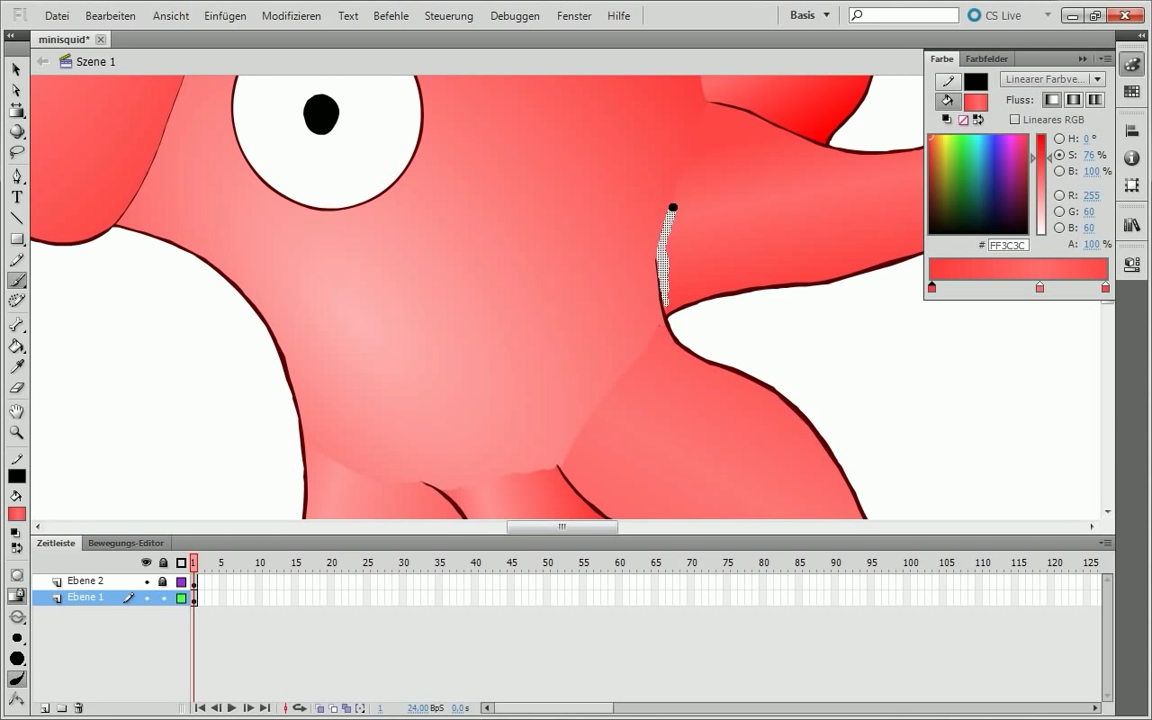 Fl Datei Bearbeiten Ansicht Einfügen Modifizieren Text Befehle Steuerung Debuggen Fenster Hilfe Basis CS Live
minisquid*
Szene 1
Farbe Farbfelder
Linearer Farbve...
Fluss:
Lineares RGB
H: 0 °
S: 76 %
B: 100 %
R: 255
G: 60
B: 60
# FF3C3C A: 100 %
Zeitleiste Bewegungs-Editor
1 5 10 15 20 25 30 35 40 45 50 55 60 65 70 75 80 85 90 95 100 105 110 115 120 125
Ebene 2
Ebene 1
1 24.00 BpS 0.0 s